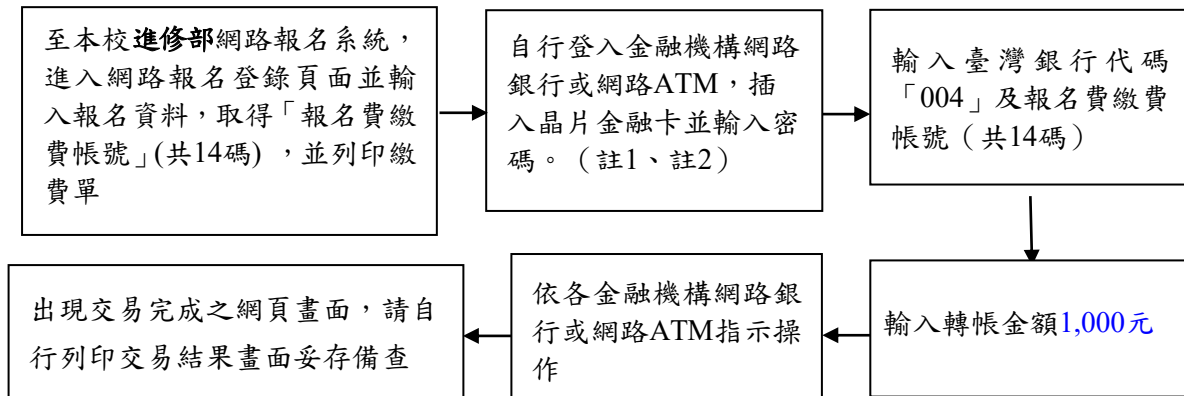 至本校進修部網路報名系統，
進入網路報名登錄頁面並輸
入報名資料，取得「報名費繳
費帳號」(共14碼) ，並列印繳
費單
自行登入金融機構網路
銀行或網路ATM，插
入晶片金融卡並輸入密
碼。（註1、註2）
輸入臺灣銀行代碼
「004」及報名費繳費
帳號（共14碼）
輸入轉帳金額1,000元
依各金融機構網路銀
行或網路ATM指示操
作
出現交易完成之網頁畫面，請自
行列印交易結果畫面妥存備查